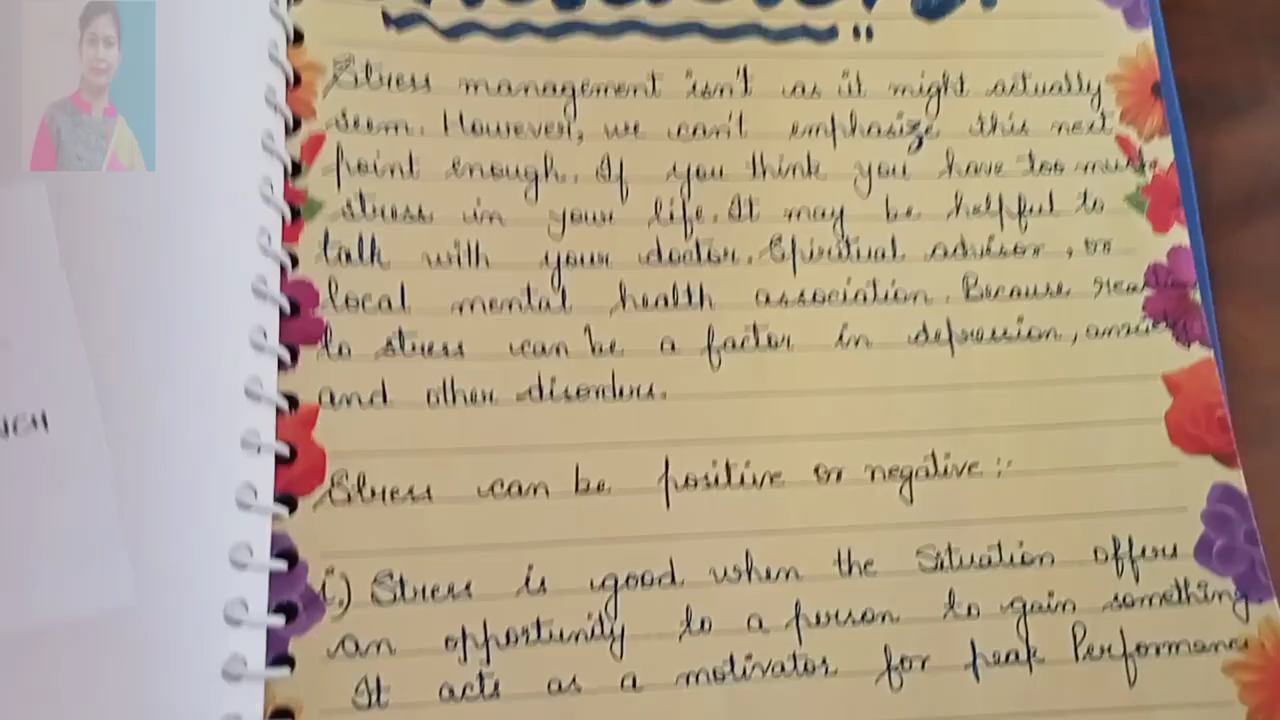 Stress management isn't as it might actually
seem. However, we can't emphasize this next
point enough. If you think you have too much
stress in your life. It may be helpful to
talk with your doctor. Spiritual advisor, or
local mental health association. Because
to stress can be a factor in depression,
and other disorders.
Stress can be positive or negative :-
i.) Stress is good when the Situation offers
an opportunity to a person to gain something.
It acts as a motivator for peak Performance